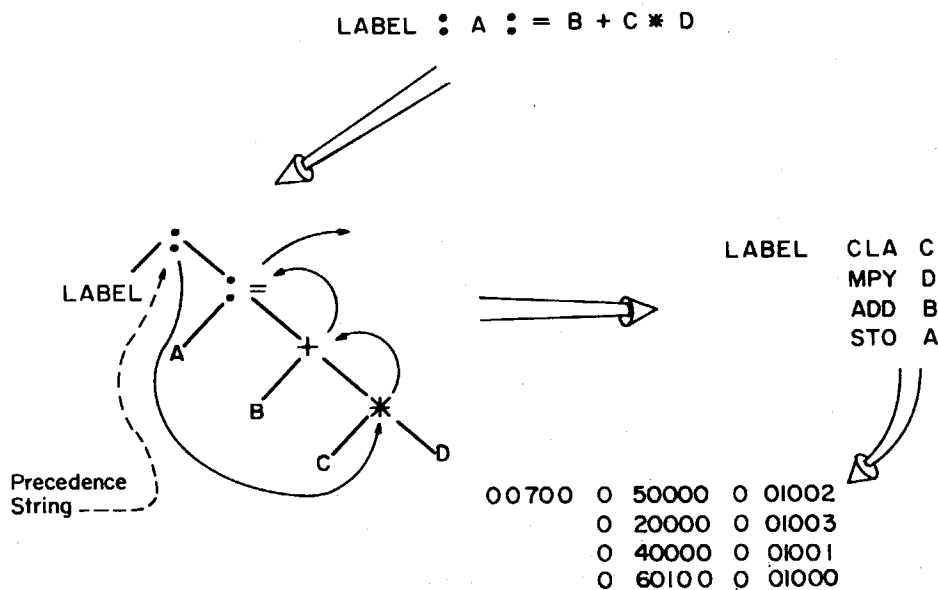 LABEL : A := B + C * D
:
LABEL
:=
A
+
B
*
C
D
Precedence
String
LABEL CLA C
MPY D
ADD B
STO A
00700 0 50000 0 01002
0 20000 0 01003
0 40000 0 01001
0 60100 0 01000